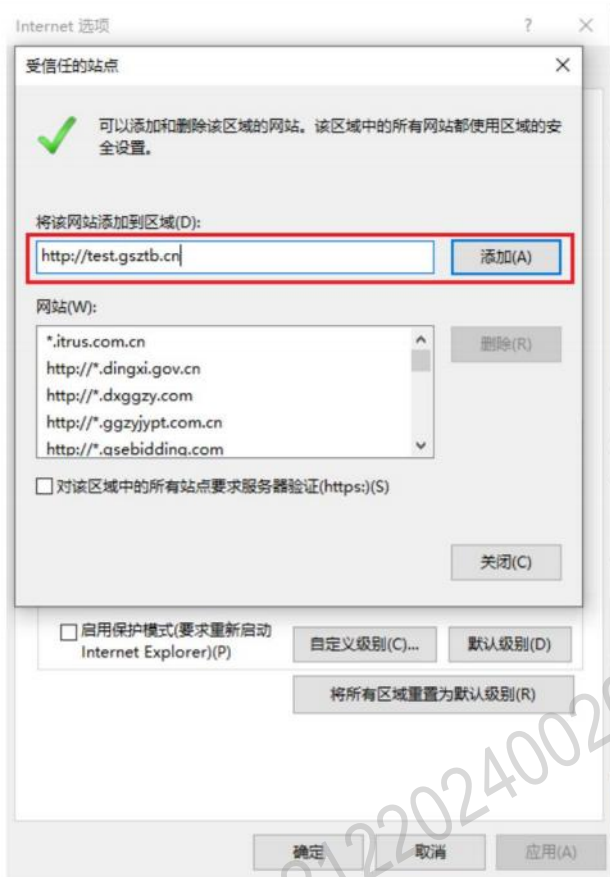 Internet 选项
?
受信任的站点
可以添加和删除该区域的网站。该区域中的所有网站都使用区域的安
全设置。
将该网站添加到区域(D):
http://test.gsztb.cn
添加(A)
网站(W):
*.itrus.com.cn
删除(R)
http://*.dingxi.gov.cn
http://*.dxggzy.com
http://*.ggzyjypt.com.cn
http://*.gsebidding.com
对该区域中的所有站点要求服务器验证(https:)(S)
关闭(C)
启用保护模式(要求重新启动
Internet Explorer)(P)
自定义级别(C)...
默认级别(D)
将所有区域重置为默认级别(R)
确定
取消
应用(A)